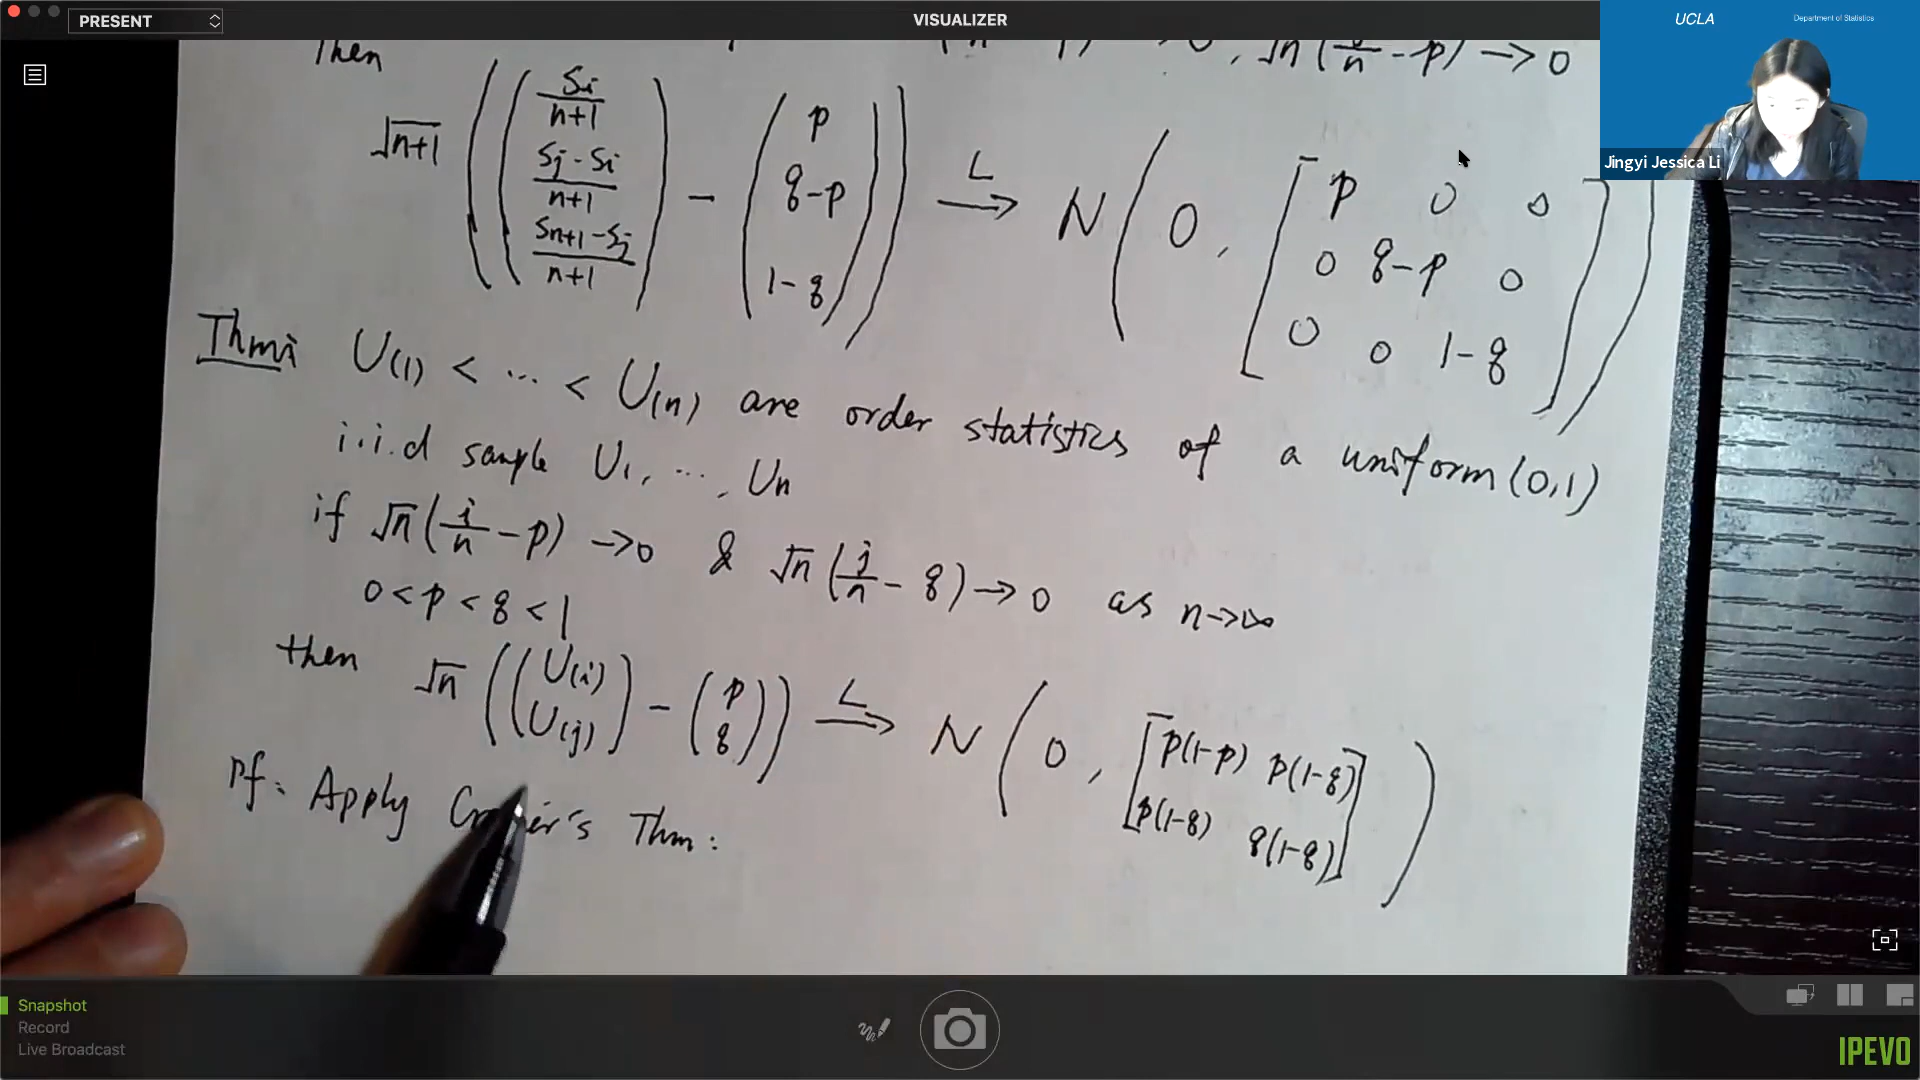 PRESENT
VISUALIZER
UCLA
Department of Statistics
Jingyi Jessica Li
Then
, √n ( /n - p) → 0
√n+1 ( ( Si/n+1
Sj - Si/n+1
Sn+1 - Sj/n+1 ) - ( p
q-p
1-q ) ) →L N ( 0, [ p 0 0
0 q-p 0
0 0 1-q ] )
Thm: U(1) < ... < U(n) are order statistics of a uniform (0,1)
i.i.d sample U1, ..., Un
if √n ( i/n - p) → 0 & √n ( j/n - q) → 0 as n→∞
0 < p < q < 1
then √n ( ( U(i)
U(j) ) - ( p
q ) ) →L N ( 0, [ p(1-p) p(1-q)
p(1-q) q(1-q) ] )
Pf: Apply Thm:
Snapshot
Record
Live Broadcast
IPEVO